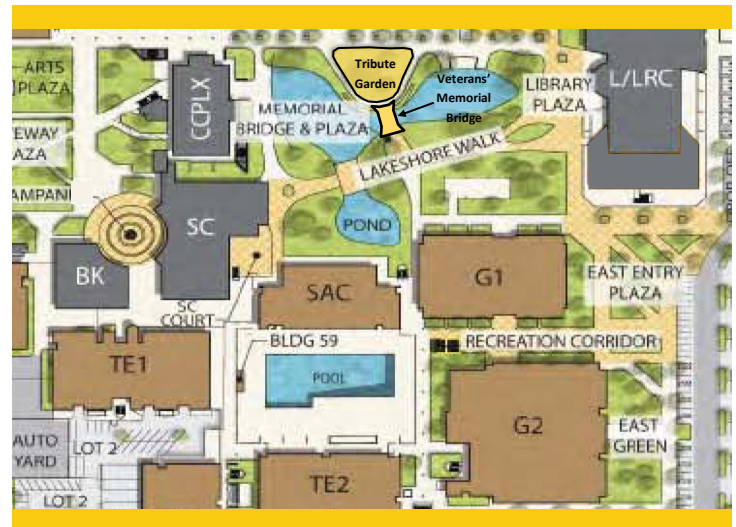 Tribute
Garden
Veterans'
Memorial
Bridge
ARTS
PLAZA
CCPLX
MEMORIAL
BRIDGE & PLAZA
LIBRARY
PLAZA
L/LRC
EWAY
AZA
LAKESHORE WALK
AMPANI
SC
POND
BK
SC
COURT
SAC
G1
EAST ENTRY
PLAZA
BLDG 59
RECREATION CORRIDOR
TE1
POOL
G2
EAST
GREEN
AUTO
YARD
LOT 2
LOT 2
TE2